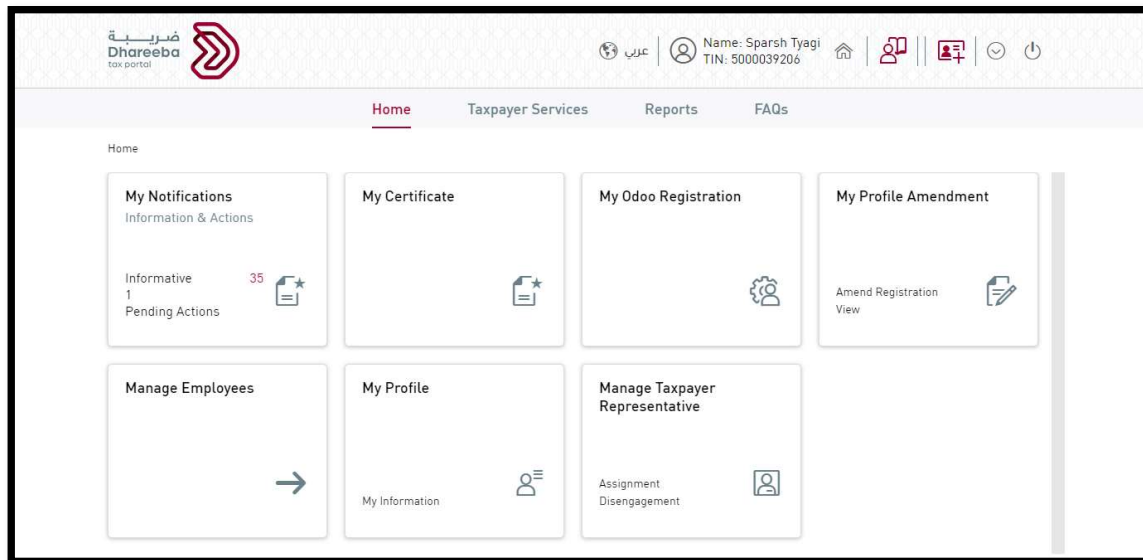 ضريبة
Dhareeba
tax portal
عربي
Name: Sparsh Tyagi
TIN: 5000039206
Home
Taxpayer Services
Reports
FAQs
Home
My Notifications
Information & Actions
Informative 35
1
Pending Actions
My Certificate
My Odoo Registration
My Profile Amendment
Amend Registration
View
Manage Employees
My Profile
My Information
Manage Taxpayer
Representative
Assignment
Disengagement